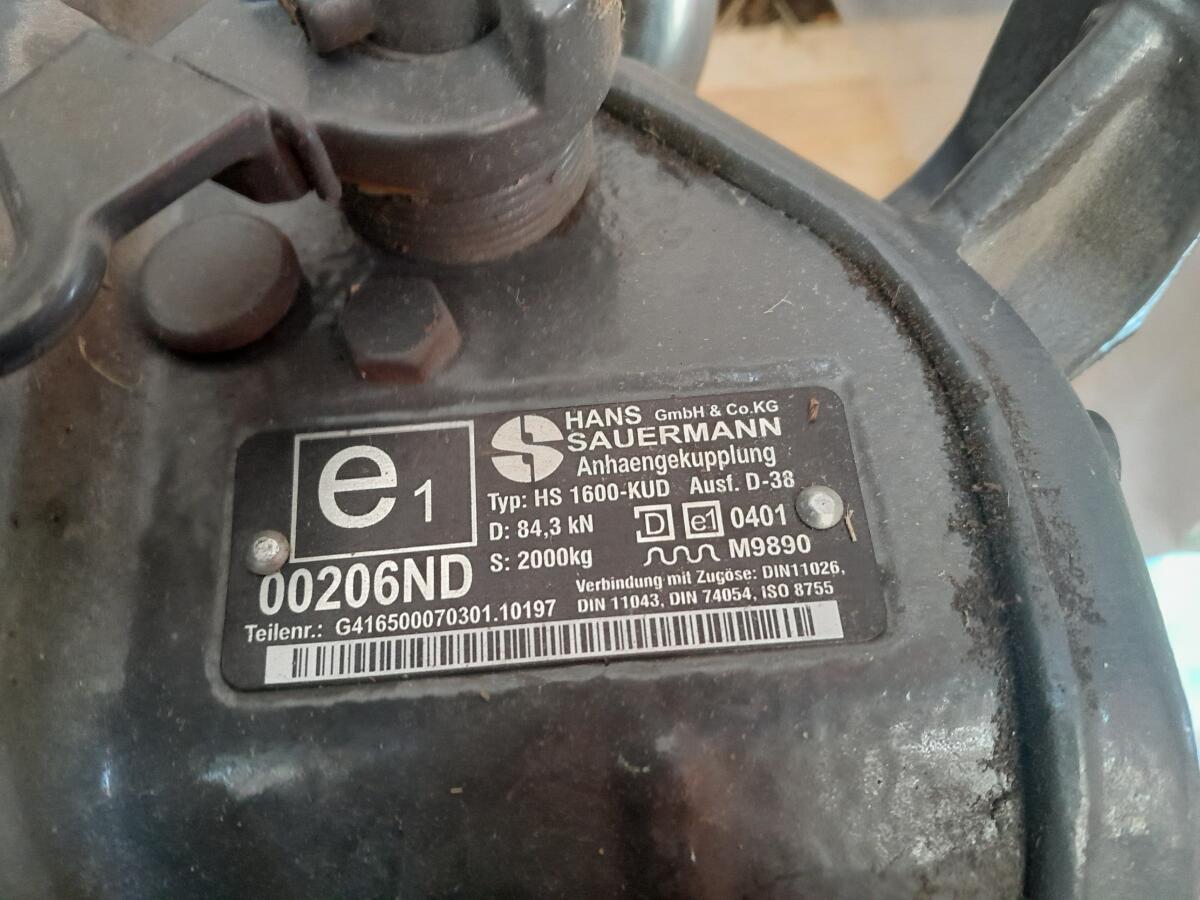 e1
HANS GmbH & Co.KG
SAUERMANN
Anhaengekupplung
Typ: HS 1600-KUD Ausf. D-38
D: 84,3 kN D e1 0401
S: 2000kg M9890
00206ND
Verbindung mit Zugöse: DIN11026,
DIN 11043, DIN 74054, ISO 8755
Teilenr.: G416500070301.10197